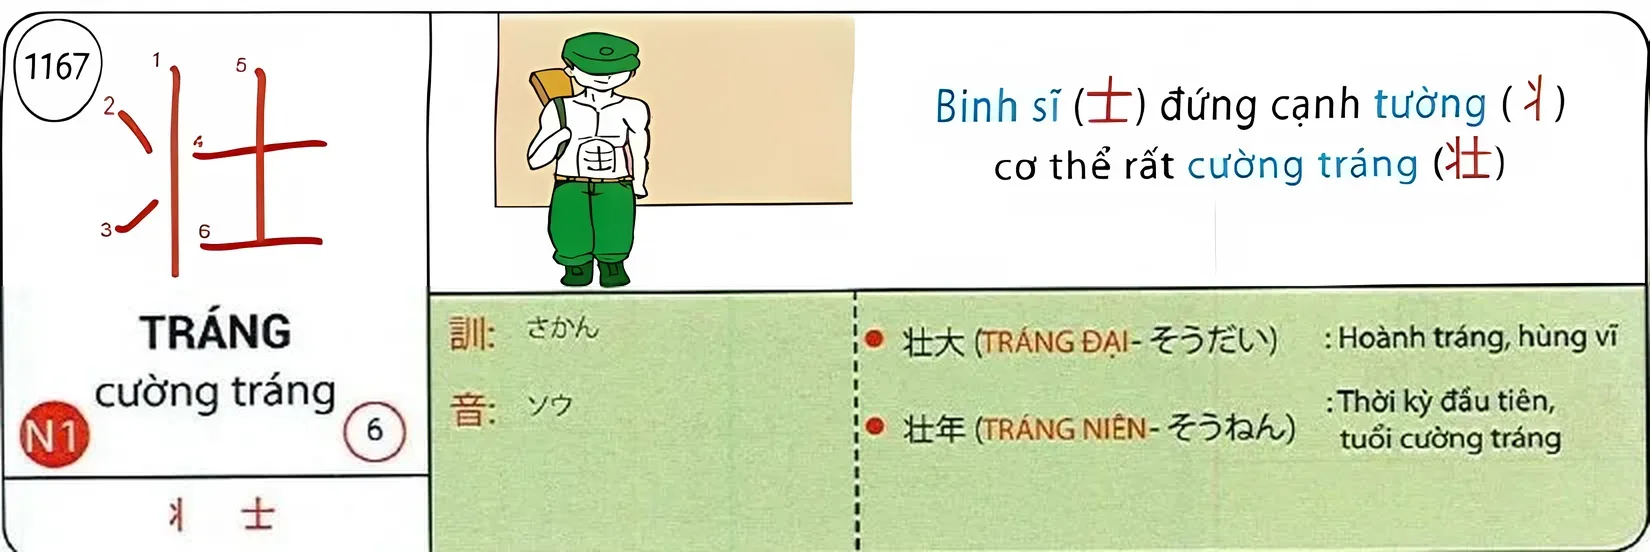 1167
1
2
3
4
5
6
TRÁNG
cường tráng
N1
6
丬 士
Binh sĩ (士) đứng cạnh tường (丬)
cơ thể rất cường tráng (壮)
訓: さかん
音: ソウ
壮大 (TRÁNG ĐẠI- そうだい) : Hoành tráng, hùng vĩ
壮年 (TRÁNG NIÊN- そうねん) : Thời kỳ đầu tiên,
tuổi cường tráng